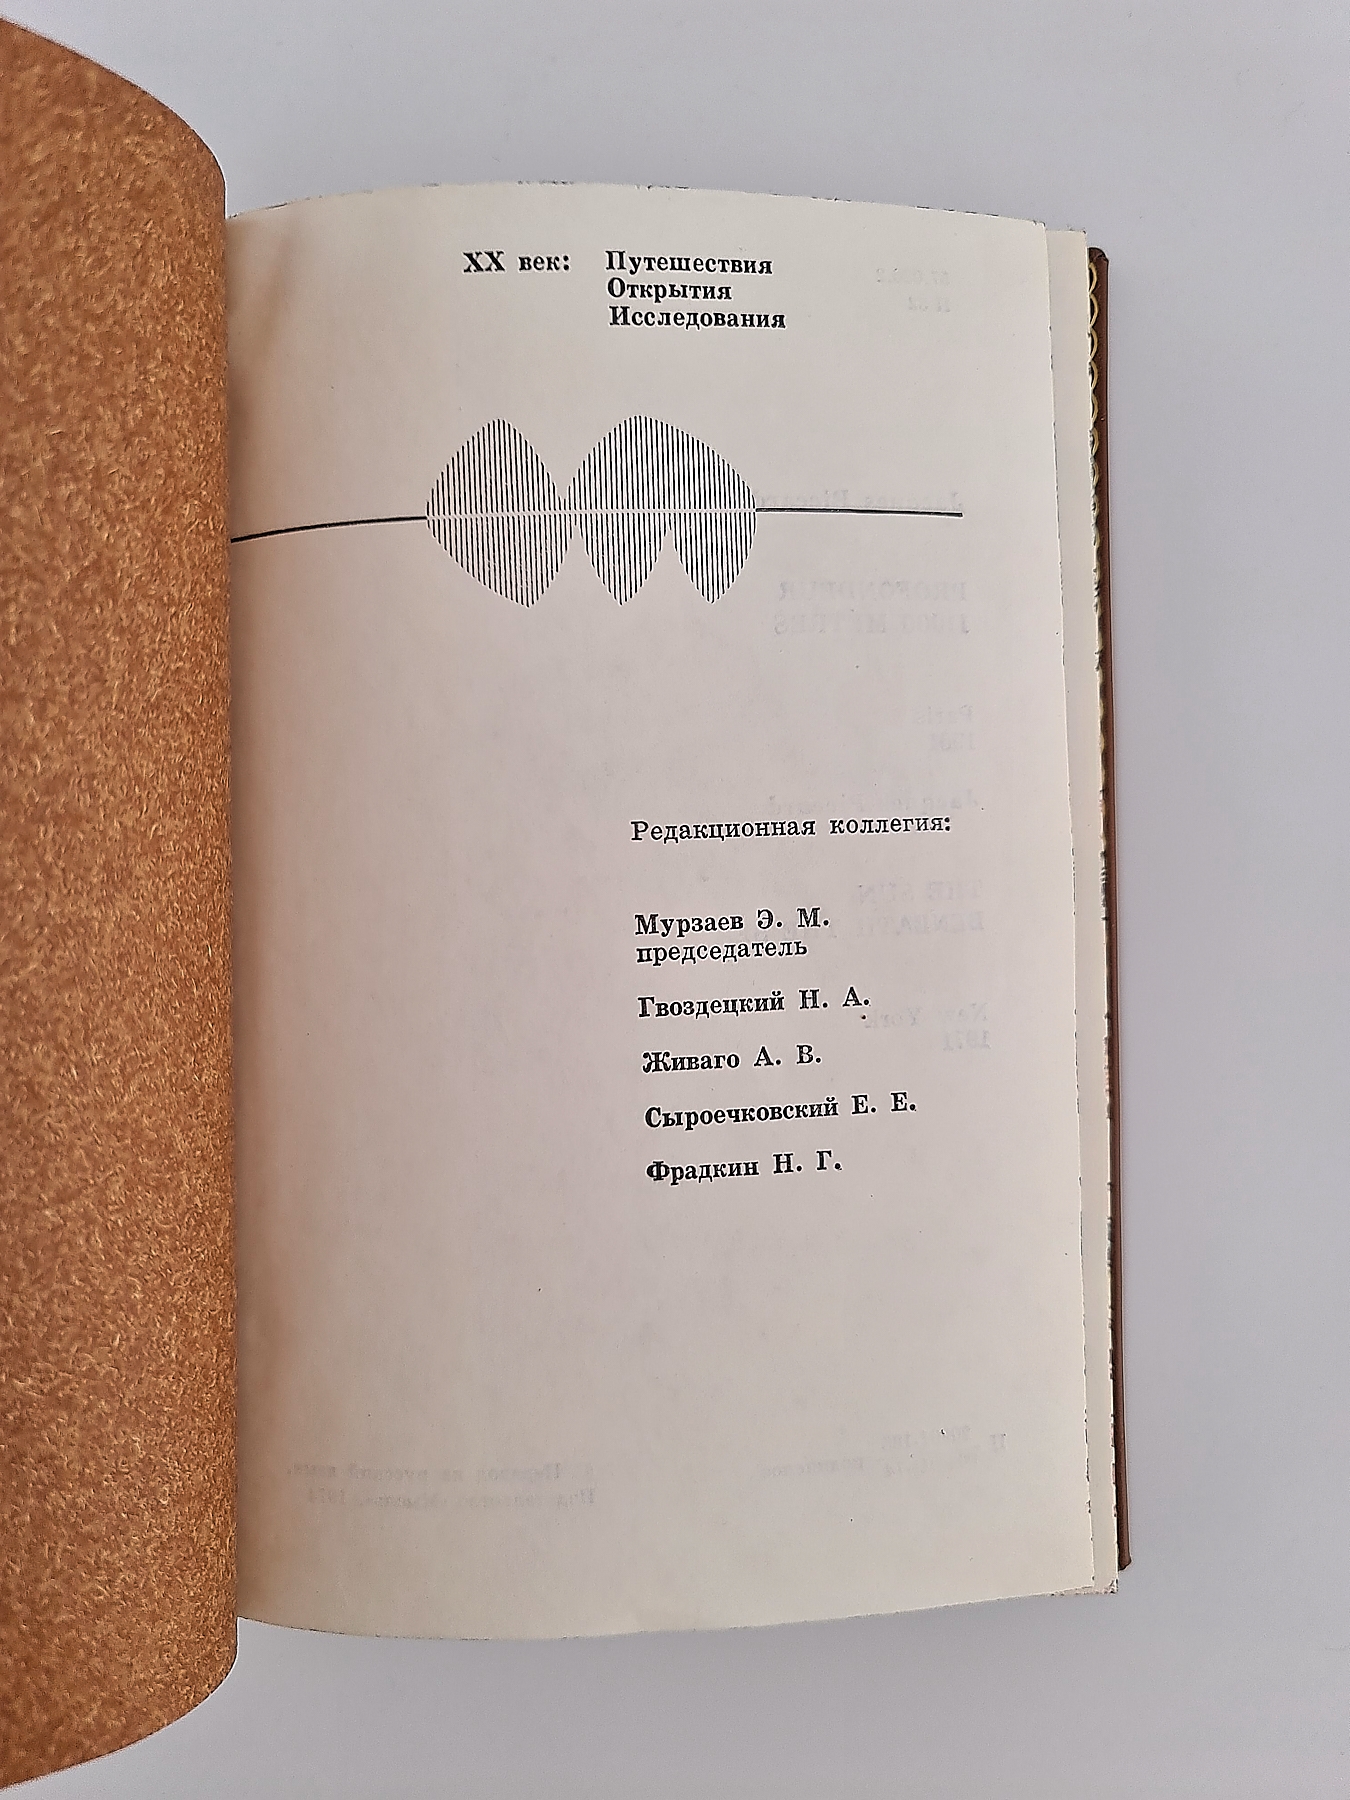 XX век: Путешествия
Открытия
Исследования
Редакционная коллегия:
Мурзаев Э. М.
председатель
Гвоздецкий Н. А.
Живаго А. В.
Сыроечковский Е. Е.
Фрадкин Н. Г.